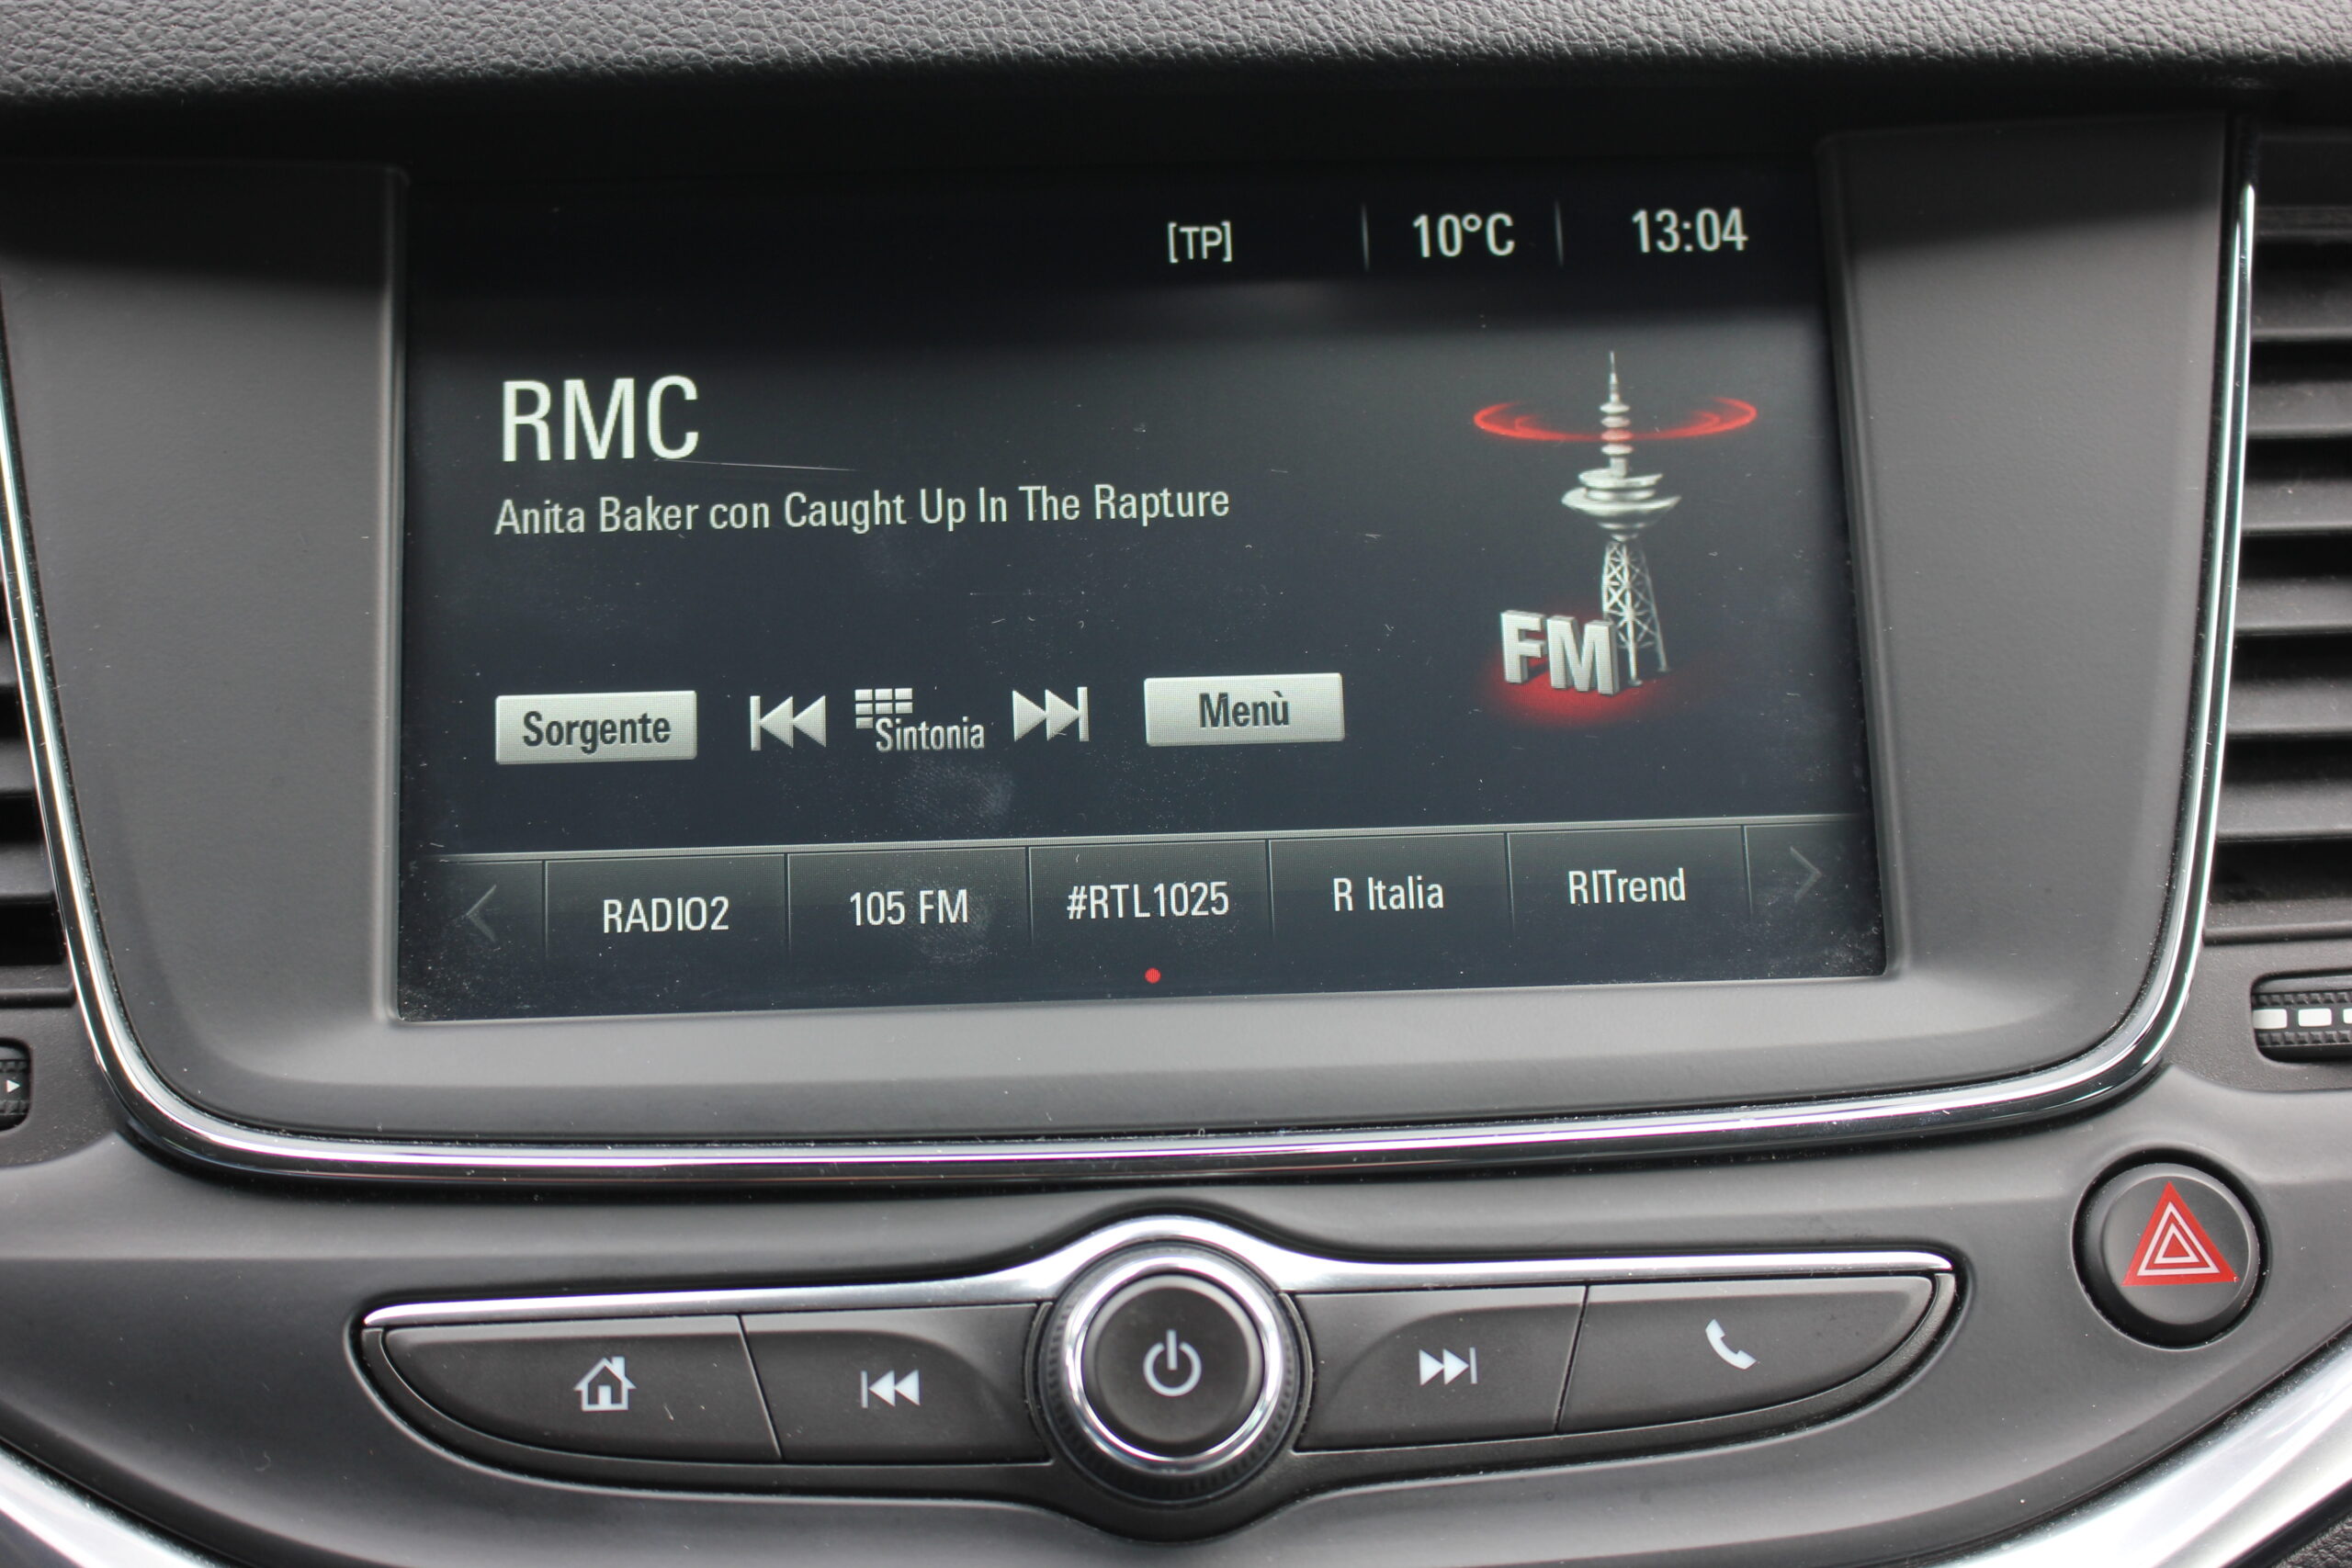 [TP] 10°C 13:04
RMC
Anita Baker con Caught Up In The Rapture
FM
Sorgente Sintonia Menù
RADIO2 105 FM #RTL1025 R Italia RITrend